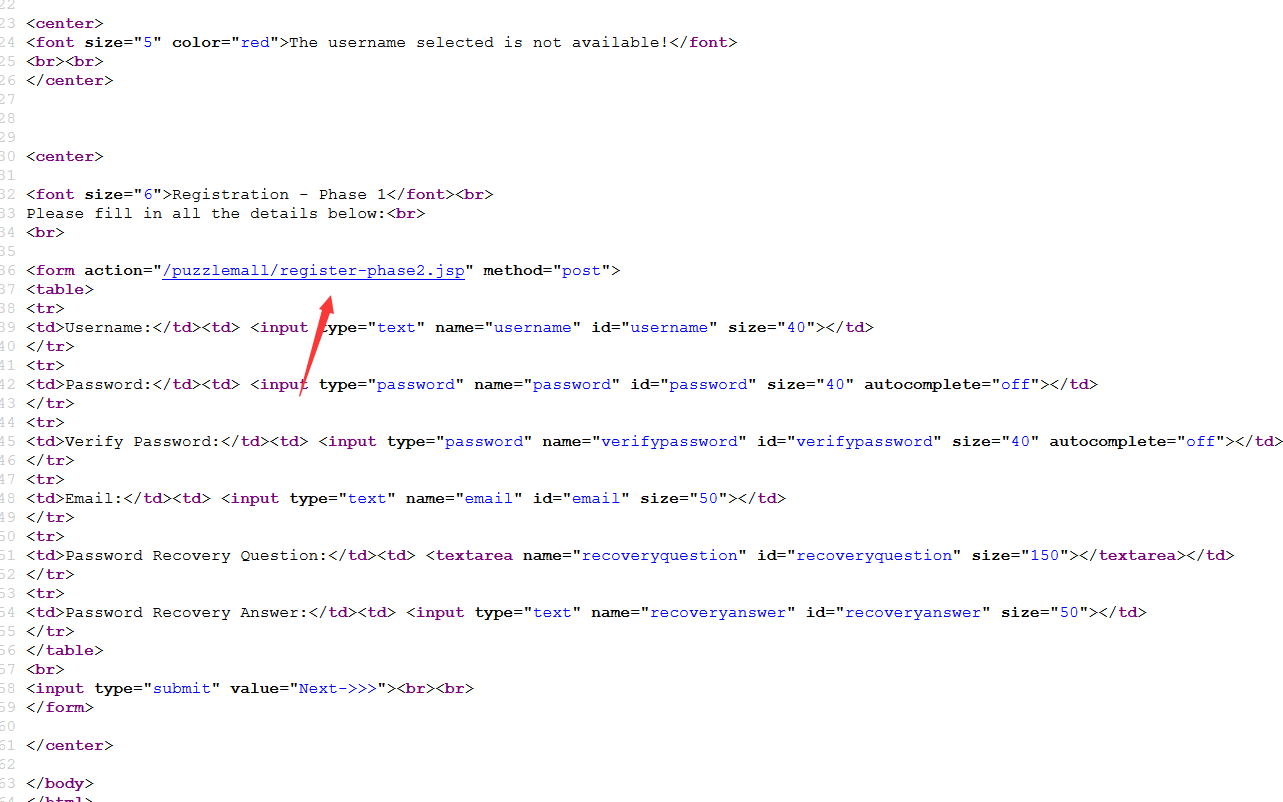 22
23 <center>
24 <font size="5" color="red">The username selected is not available!</font>
25 <br><br>
26 </center>
27
28
29
30 <center>
31
32 <font size="6">Registration - Phase 1</font><br>
33 Please fill in all the details below:<br>
34 <br>
35
36 <form action="/puzzlemall/register-phase2.jsp" method="post">
37 <table>
38 <tr>
39 <td>Username:</td><td> <input type="text" name="username" id="username" size="40"></td>
40 </tr>
41 <tr>
42 <td>Password:</td><td> <input type="password" name="password" id="password" size="40" autocomplete="off"></td>
43 </tr>
44 <tr>
45 <td>Verify Password:</td><td> <input type="password" name="verifypassword" id="verifypassword" size="40" autocomplete="off"></td>
46 </tr>
47 <tr>
48 <td>Email:</td><td> <input type="text" name="email" id="email" size="50"></td>
49 </tr>
50 <tr>
51 <td>Password Recovery Question:</td><td> <textarea name="recoveryquestion" id="recoveryquestion" size="150"></textarea></td>
52 </tr>
53 <tr>
54 <td>Password Recovery Answer:</td><td> <input type="text" name="recoveryanswer" id="recoveryanswer" size="50"></td>
55 </tr>
56 </table>
57 <br>
58 <input type="submit" value="Next->>>"><br><br>
59 </form>
60
61 </center>
62
63 </body>
64 </html>